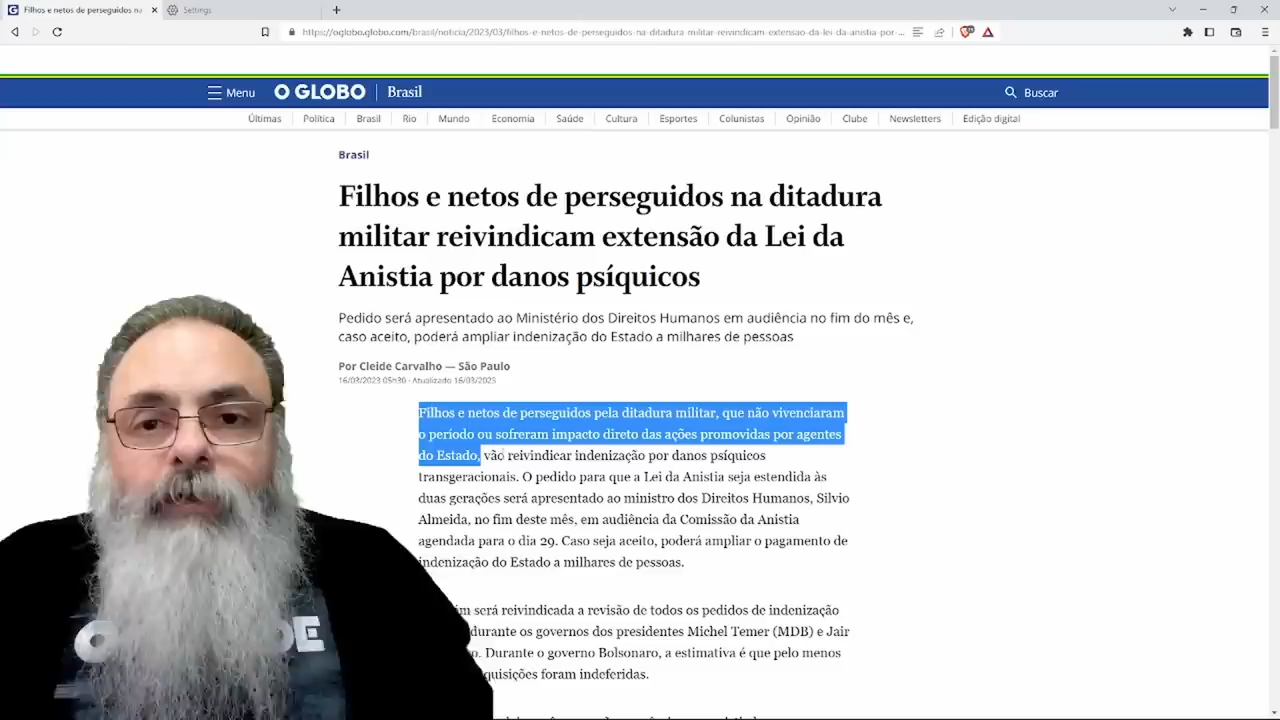 Filhos e netos de perseguidos na
Settings
https://oglobo.globo.com/brasil/noticia/2023/03/filhos-e-netos-de-perseguidos-na-ditadura militar-reivindicam-extensao-da-lei-da-anistia-por-...
Menu
O GLOBO
Brasil
Buscar
Últimas Política Brasil Rio Mundo Economia Saúde Cultura Esportes Colunistas Opinião Clube Newsletters Edição digital
Brasil
Filhos e netos de perseguidos na ditadura
militar reivindicam extensão da Lei da
Anistia por danos psíquicos
Pedido será apresentado ao Ministério dos Direitos Humanos em audiência no fim do mês e,
caso aceito, poderá ampliar indenização do Estado a milhares de pessoas
Por Cleide Carvalho — São Paulo
16/03/2023 05h30 · Atualizado 16/03/2023
Filhos e netos de perseguidos pela ditadura militar, que não vivenciaram
o período ou sofreram impacto direto das ações promovidas por agentes
do Estado, vão reivindicar indenização por danos psíquicos
transgeracionais. O pedido para que a Lei da Anistia seja estendida às
duas gerações será apresentado ao ministro dos Direitos Humanos, Silvio
Almeida, no fim deste mês, em audiência da Comissão da Anistia
agendada para o dia 29. Caso seja aceito, poderá ampliar o pagamento de
indenização do Estado a milhares de pessoas.
será reivindicada a revisão de todos os pedidos de indenização
durante os governos dos presidentes Michel Temer (MDB) e Jair
Durante o governo Bolsonaro, a estimativa é que pelo menos
foram indeferidas.